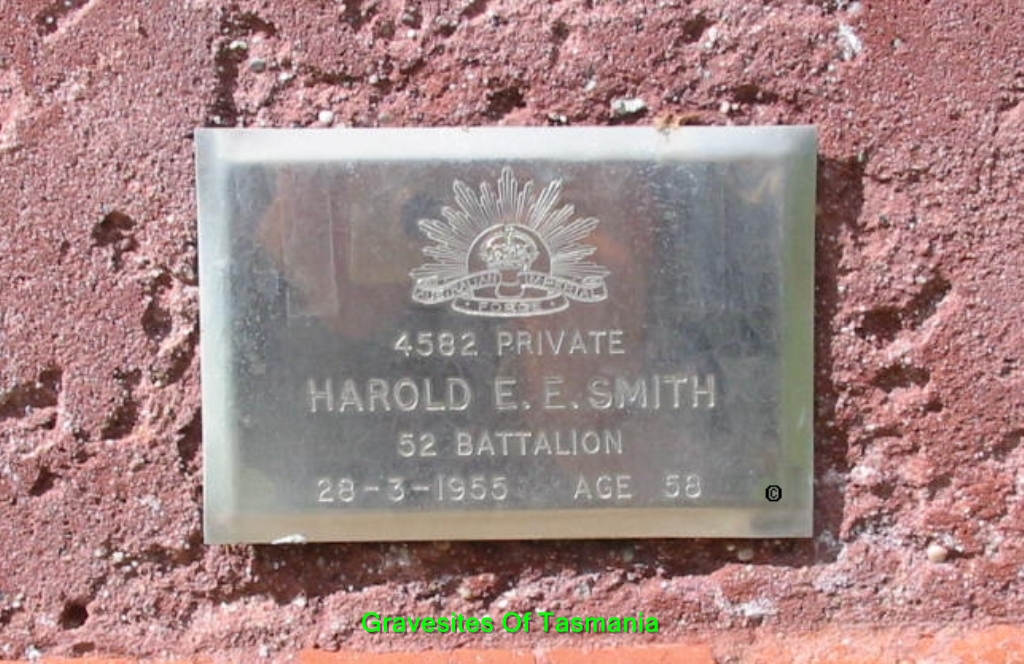 AUSTRALIAN IMPERIAL
FORCE
4582 PRIVATE
HAROLD E. E. SMITH
52 BATTALION
28-3-1955 AGE 58
©
Gravesites Of Tasmania